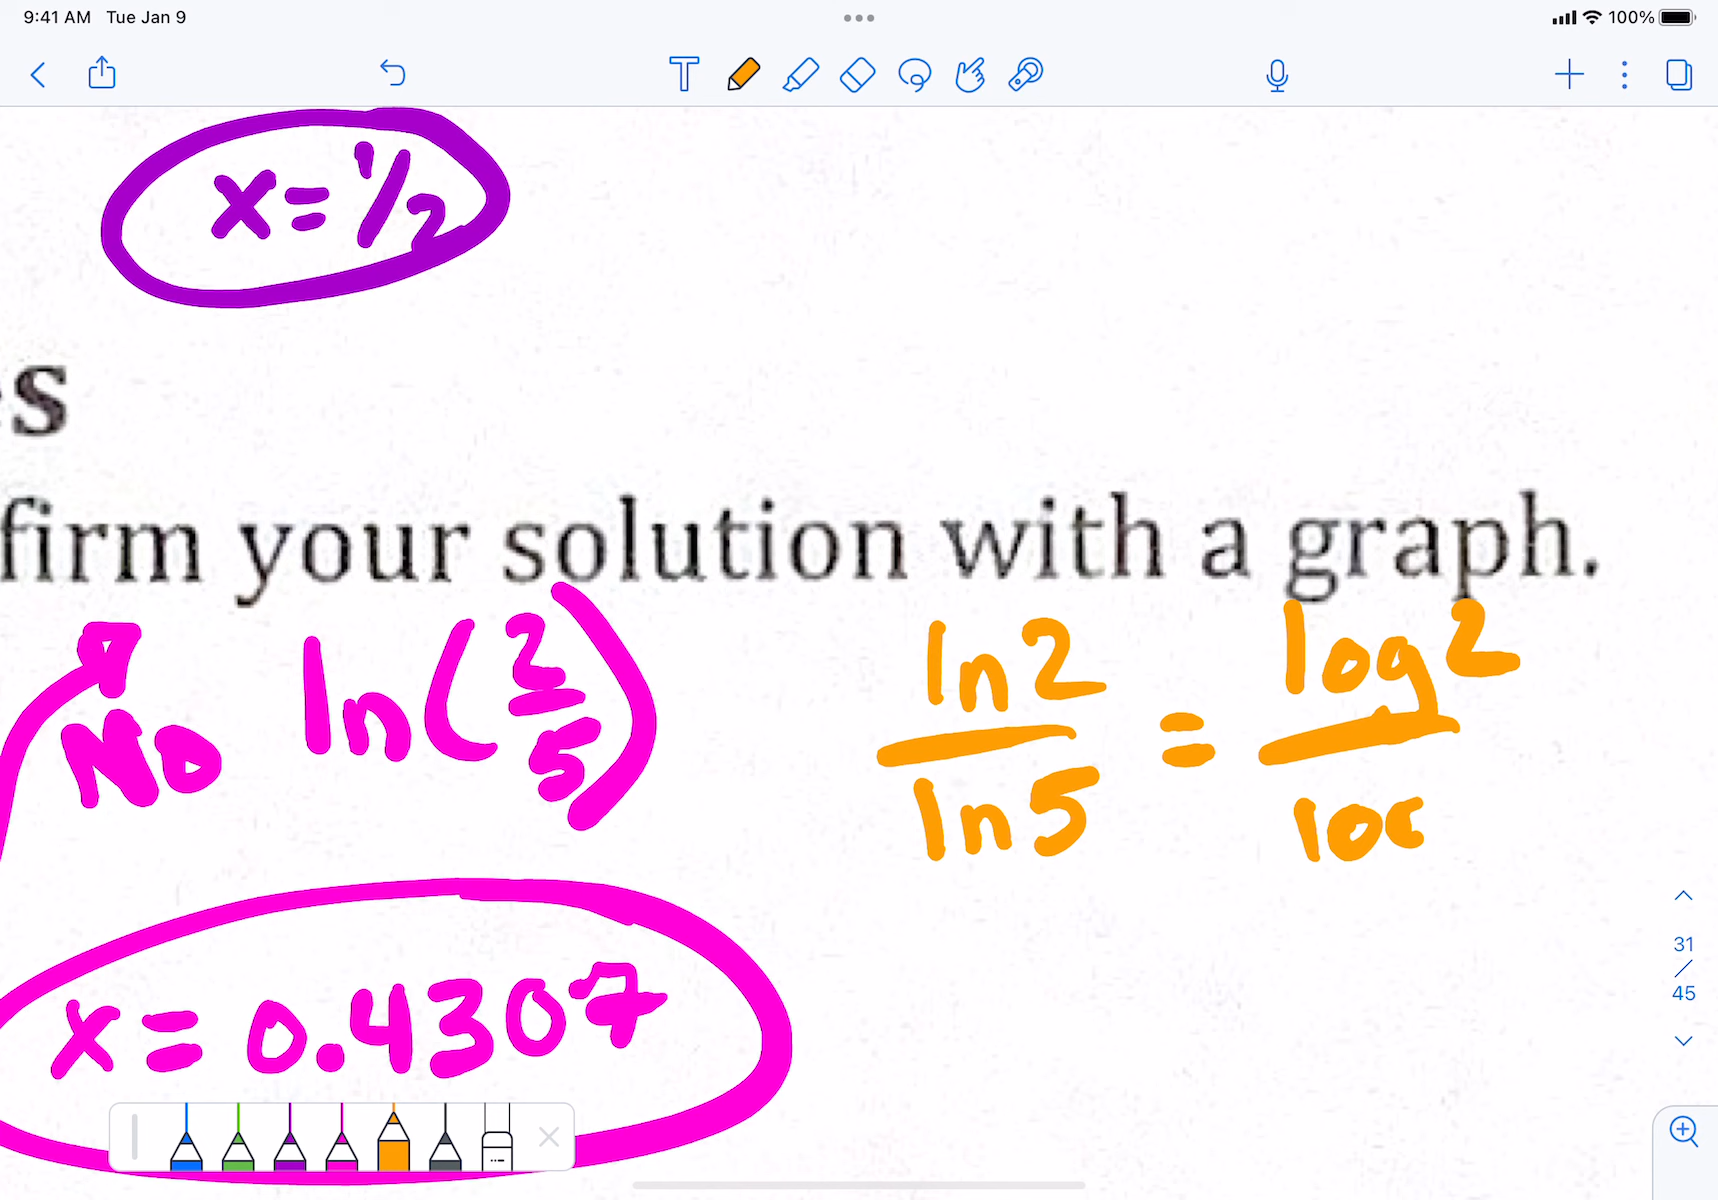 9:41 AM Tue Jan 9
100%
x=1/2
s
firm your solution with a graph.
No ln(2/5)
ln2/ln5 = log2/loc
x=0.4307
31
/
45